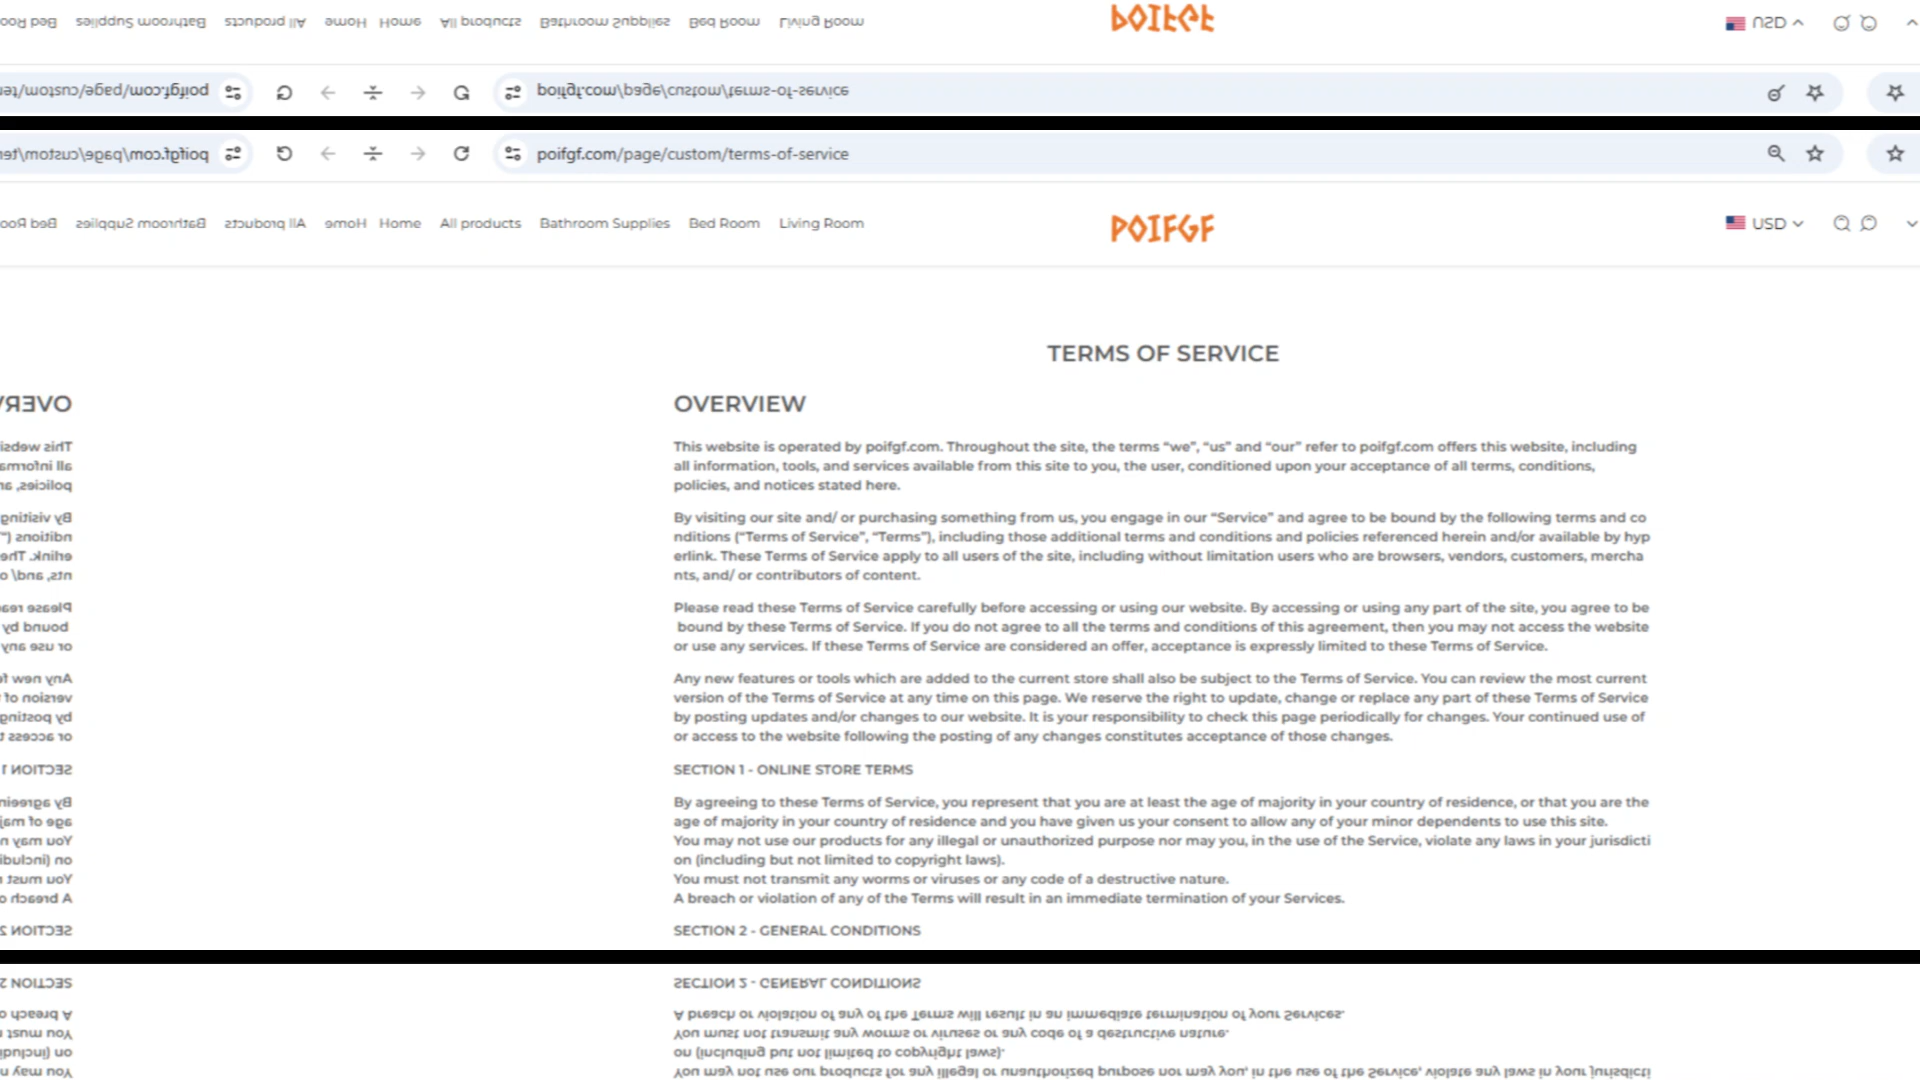 poifgf.com/page/custom/terms-of-service
Home All products Bathroom Supplies Bed Room Living Room
POIFGF
USD
TERMS OF SERVICE
OVERVIEW
This website is operated by poifgf.com. Throughout the site, the terms “we”, “us” and “our” refer to poifgf.com offers this website, including
all information, tools, and services available from this site to you, the user, conditioned upon your acceptance of all terms, conditions,
policies, and notices stated here.
By visiting our site and/ or purchasing something from us, you engage in our “Service” and agree to be bound by the following terms and co
nditions (“Terms of Service”, “Terms”), including those additional terms and conditions and policies referenced herein and/or available by hyp
erlink. These Terms of Service apply to all users of the site, including without limitation users who are browsers, vendors, customers, mercha
nts, and/ or contributors of content.
Please read these Terms of Service carefully before accessing or using our website. By accessing or using any part of the site, you agree to be
bound by these Terms of Service. If you do not agree to all the terms and conditions of this agreement, then you may not access the website
or use any services. If these Terms of Service are considered an offer, acceptance is expressly limited to these Terms of Service.
Any new features or tools which are added to the current store shall also be subject to the Terms of Service. You can review the most current
version of the Terms of Service at any time on this page. We reserve the right to update, change or replace any part of these Terms of Service
by posting updates and/or changes to our website. It is your responsibility to check this page periodically for changes. Your continued use of
or access to the website following the posting of any changes constitutes acceptance of those changes.
SECTION 1 - ONLINE STORE TERMS
By agreeing to these Terms of Service, you represent that you are at least the age of majority in your country of residence, or that you are the
age of majority in your country of residence and you have given us your consent to allow any of your minor dependents to use this site.
You may not use our products for any illegal or unauthorized purpose nor may you, in the use of the Service, violate any laws in your jurisdicti
on (including but not limited to copyright laws).
You must not transmit any worms or viruses or any code of a destructive nature.
A breach or violation of any of the Terms will result in an immediate termination of your Services.
SECTION 2 - GENERAL CONDITIONS